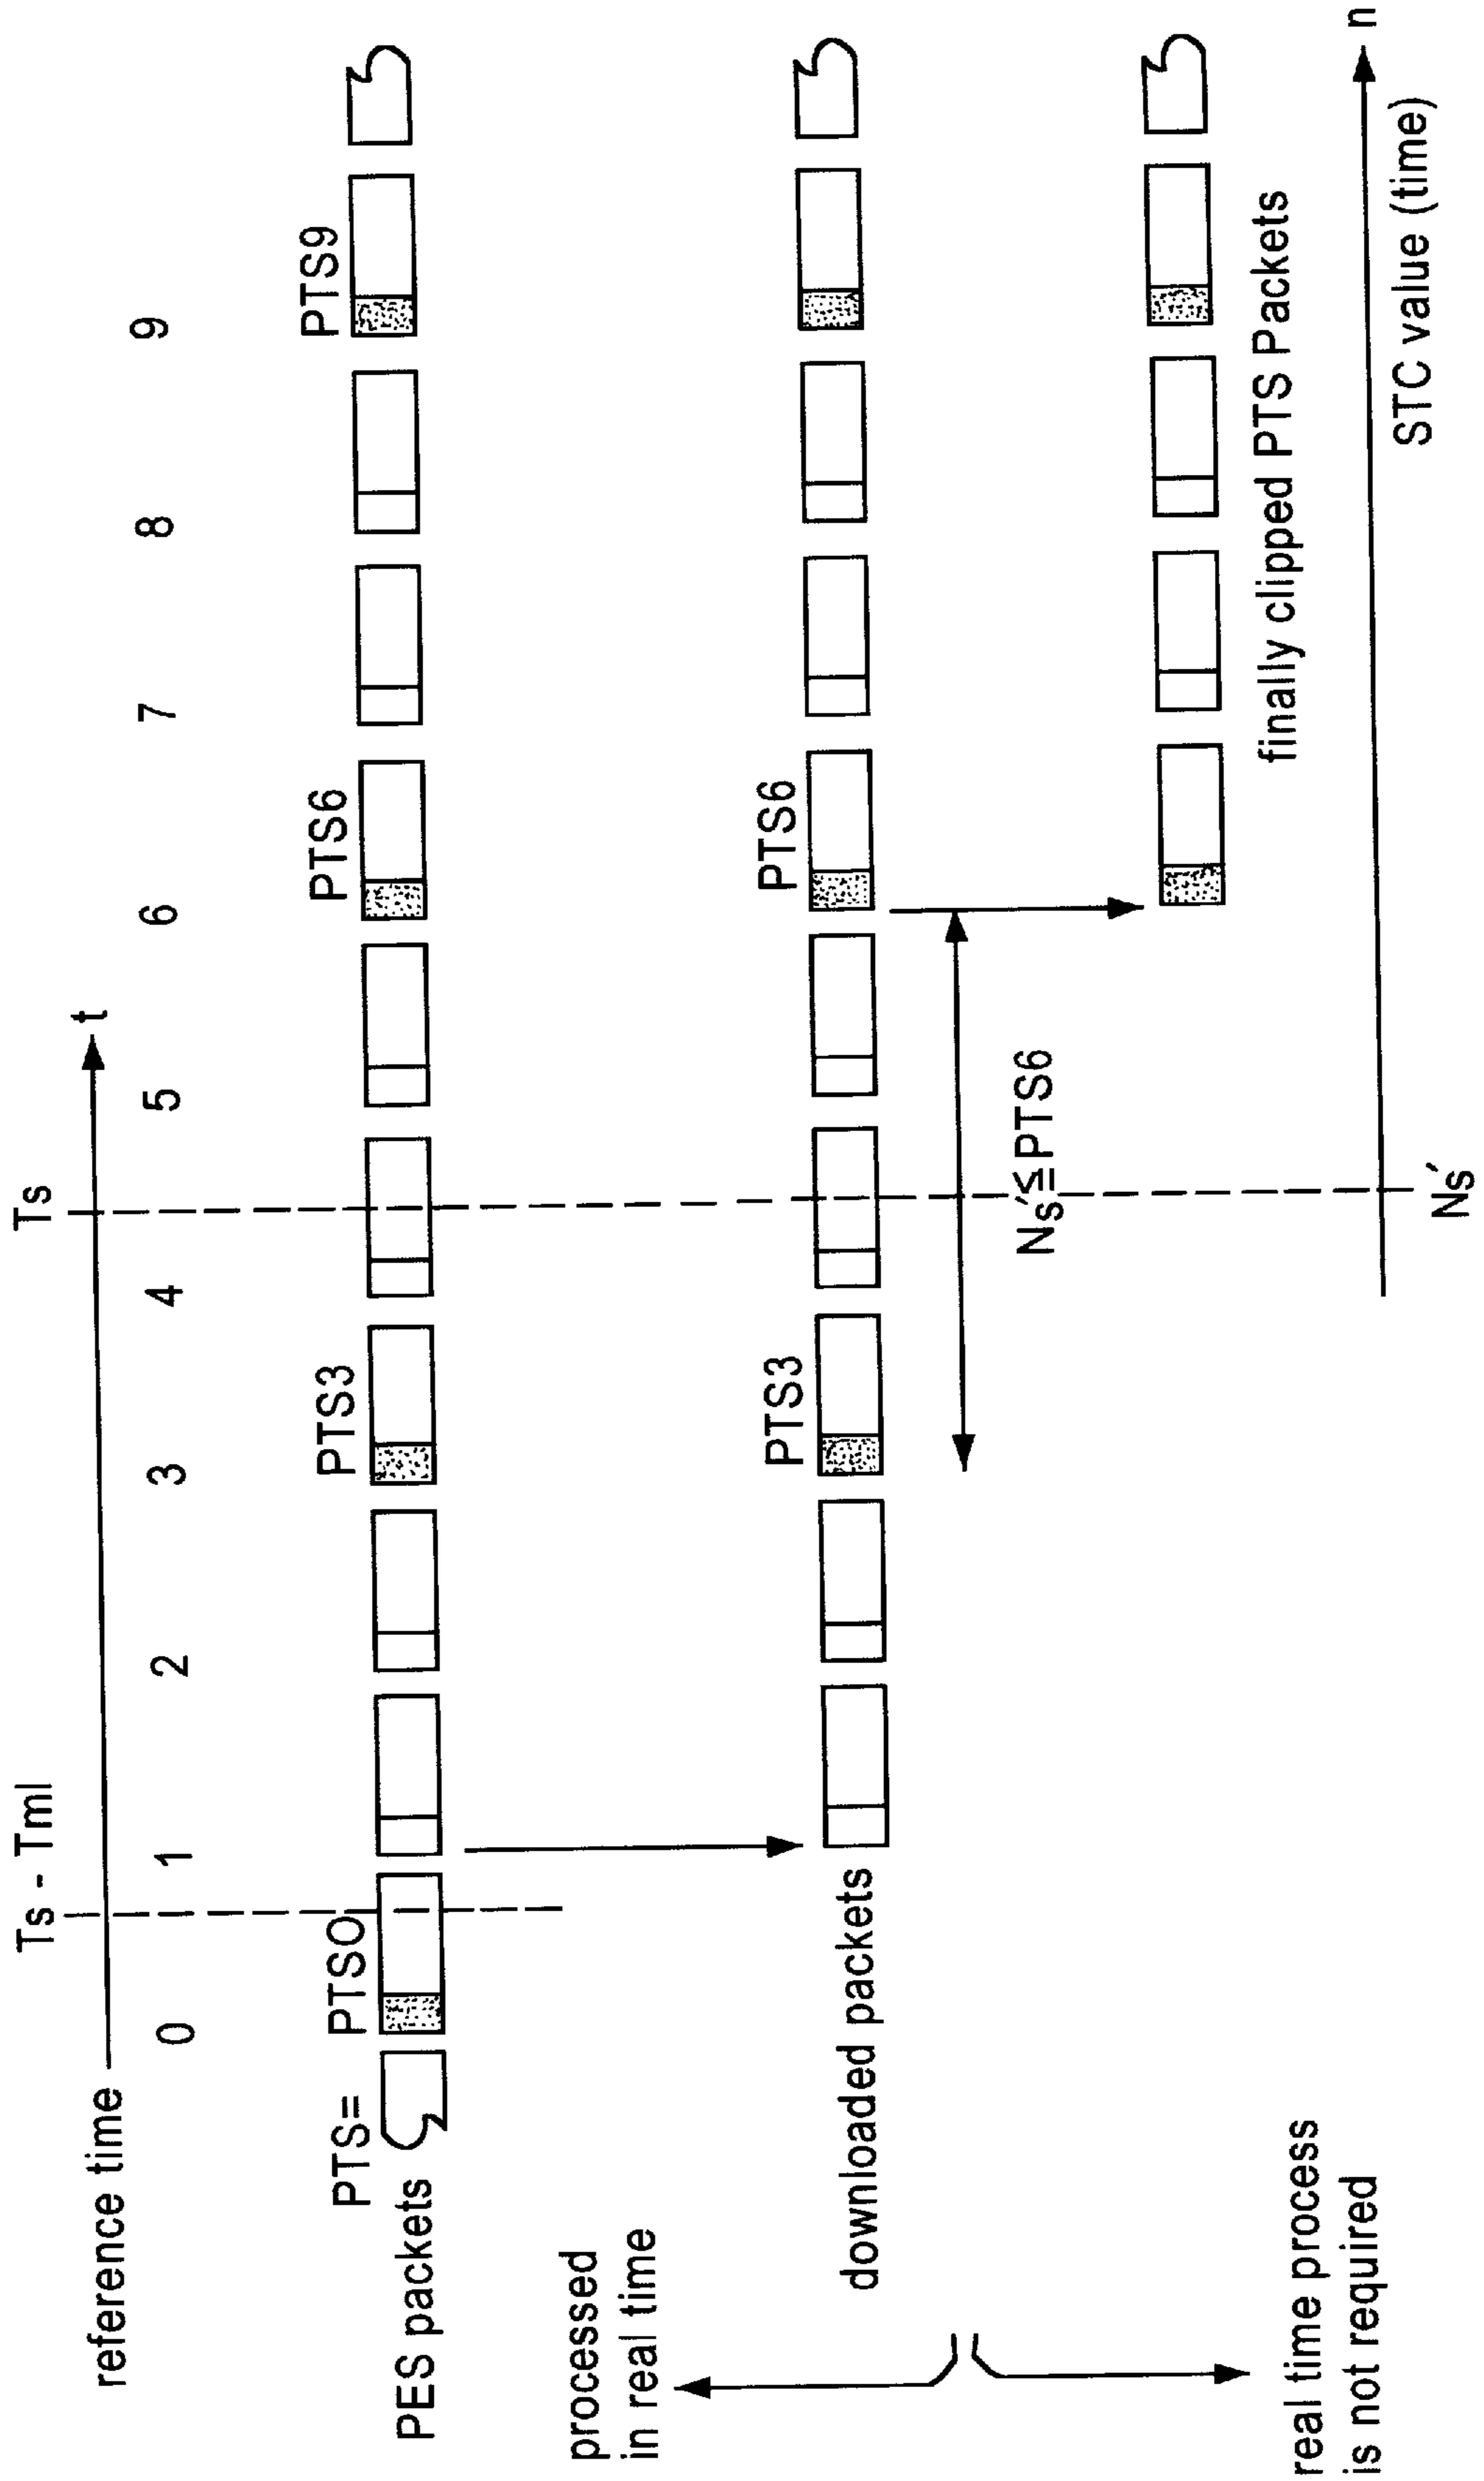 Ts - Tml
Ts
reference time
t
0 1 2 3 4 5 6 7 8 9
PTS= PTS0 PTS3 PTS6 PTS9
PES packets
processed
in real time
PTS3 PTS6
downloaded packets
Ns´≦PTS6
real time process
is not required
finally clipped PTS Packets
n
STC value (time)
Ns´